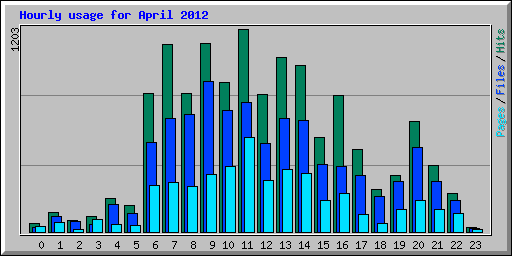 Hourly usage for April 2012
1203
Pages / Files / Hits
0 1 2 3 4 5 6 7 8 9 10 11 12 13 14 15 16 17 18 19 20 21 22 23